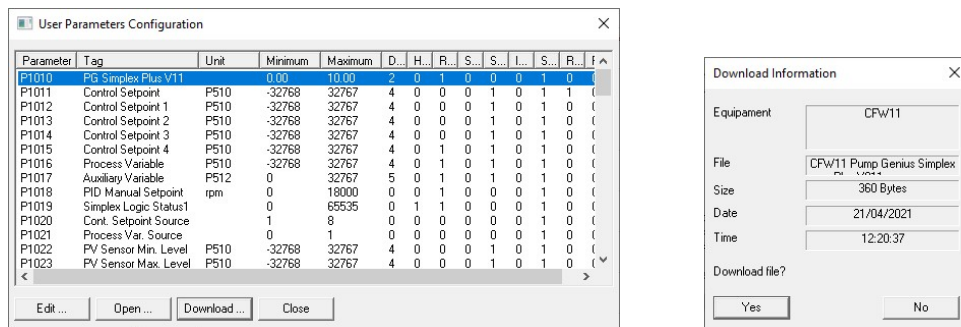 User Parameters Configuration
Parameter Tag Unit Minimum Maximum D... H... R... S... S... I... S... R...
P1010 PG Simplex Plus V11 0.00 10.00 2 0 1 0 0 0 1 0
P1011 Control Setpoint P510 -32768 32767 4 0 0 0 1 0 1 1
P1012 Control Setpoint 1 P510 -32768 32767 4 0 0 0 1 0 1 0
P1013 Control Setpoint 2 P510 -32768 32767 4 0 0 0 1 0 1 0
P1014 Control Setpoint 3 P510 -32768 32767 4 0 0 0 1 0 1 0
P1015 Control Setpoint 4 P510 -32768 32767 4 0 1 0 1 0 1 0
P1016 Process Variable P510 -32768 32767 4 0 1 0 1 0 1 0
P1017 Auxiliary Variable P512 0 32767 5 0 1 0 1 0 1 0
P1018 PID Manual Setpoint rpm 0 18000 0 0 1 0 0 0 1 0
P1019 Simplex Logic Status1 0 65535 0 1 1 0 0 0 1 0
P1020 Cont. Setpoint Source 1 8 0 0 0 0 0 0 1 0
P1021 Process Var. Source 0 1 0 0 0 0 0 0 1 0
P1022 PV Sensor Min. Level P510 -32768 32767 4 0 0 0 1 0 1 0
P1023 PV Sensor Max. Level P510 -32768 32767 4 0 0 0 1 0 1 0
Edit ... Open ... Download ... Close
Download Information
Equipament CFW11
File CFW11 Pump Genius Simplex
Size 360 Bytes
Date 21/04/2021
Time 12:20:37
Download file?
Yes No